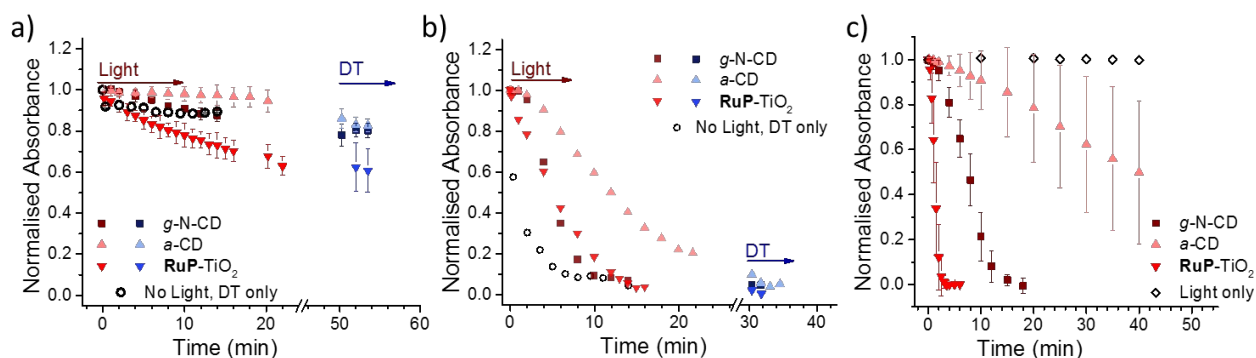 a)
Normalised Absorbance
1.2
1.0
0.8
0.6
0.4
0.2
0.0
Light
DT
g-N-CD
a-CD
RuP-TiO₂
No Light, DT only
0 10 20 50 60
Time (min)
b)
Normalised Absorbance
1.2
1.0
0.8
0.6
0.4
0.2
0.0
Light
g-N-CD
a-CD
RuP-TiO₂
No Light, DT only
DT
0 10 20 30 40
Time (min)
c)
Normalised Absorbance
1.0
0.8
0.6
0.4
0.2
0.0
g-N-CD
a-CD
RuP-TiO₂
Light only
0 10 20 30 40 50
Time (min)